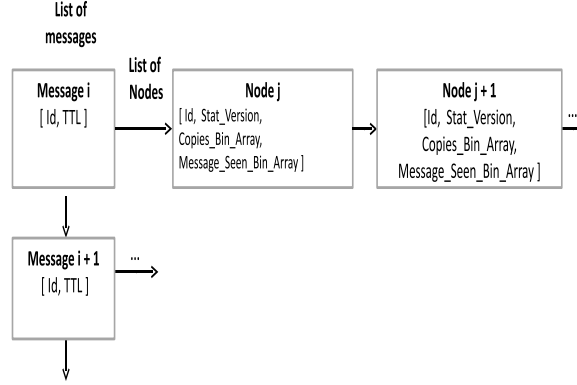 List of
messages
List of
Nodes
Message i
[ Id, TTL ]
Node j
[ Id, Stat_Version,
Copies_Bin_Array,
Message_Seen_Bin_Array ]
Node j + 1
[Id, Stat_Version,
Copies_Bin_Array,
Message_Seen_Bin_Array ]
...
Message i + 1
[ Id, TTL ]
...